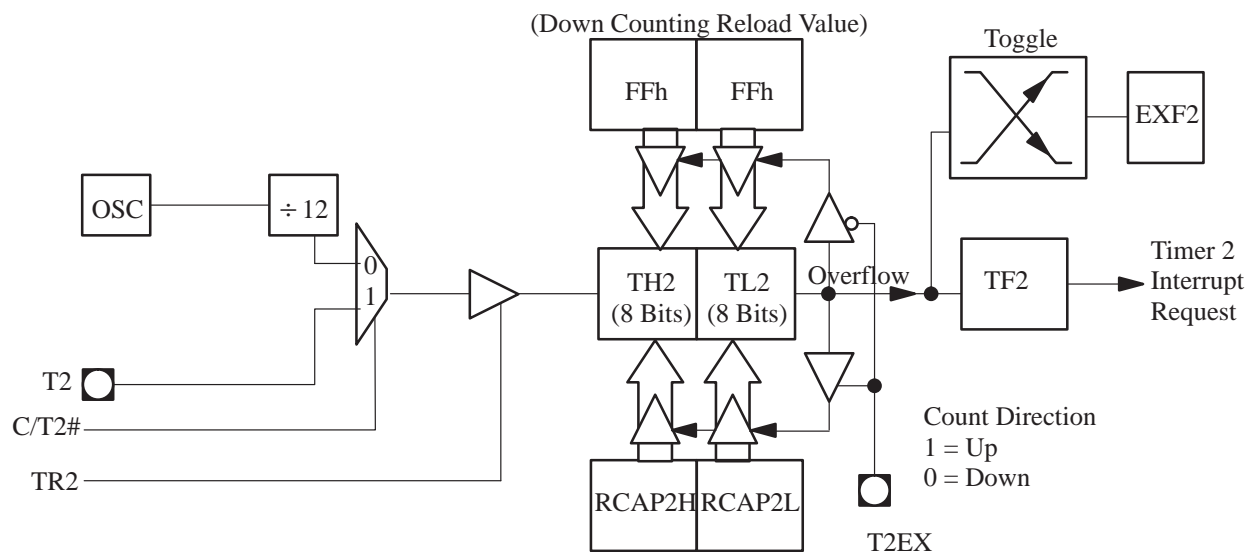 (Down Counting Reload Value)
Toggle
FFh
FFh
EXF2
OSC
÷ 12
0
1
TH2
(8 Bits)
TL2
(8 Bits)
Overflow
TF2
Timer 2
Interrupt
Request
T2
C/T2#
TR2
RCAP2H
RCAP2L
Count Direction
1 = Up
0 = Down
T2EX